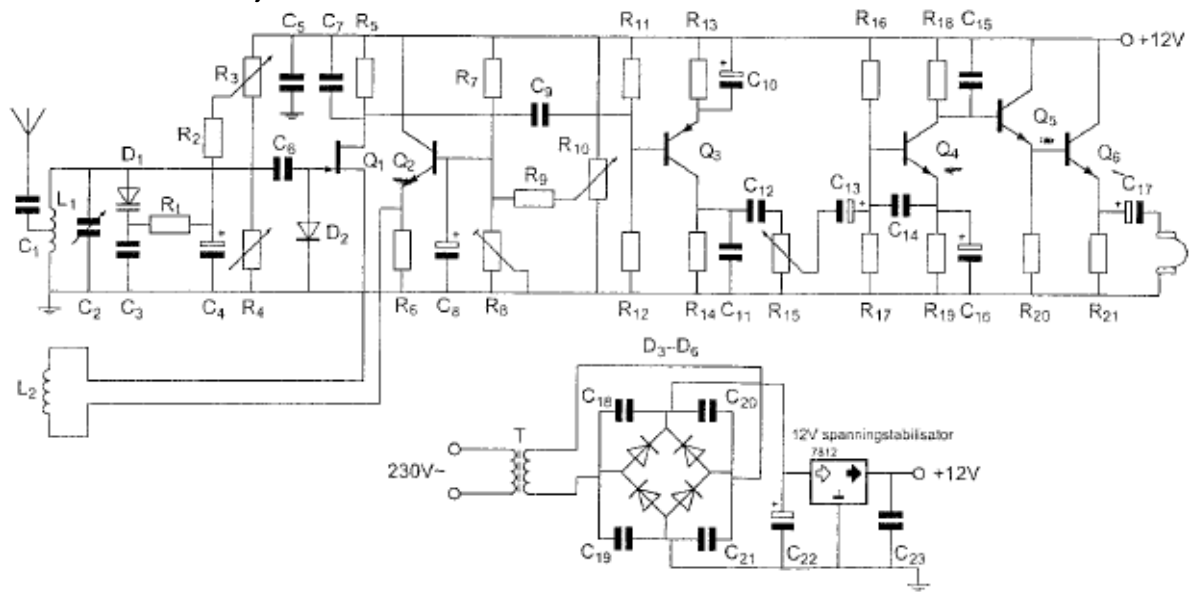 C5 C7 R5 R11 R13 R16 R18 C15
+12V
R3 R7 C9 C10
R2 R10 Q5
D1 C6 Q1 Q2 Q3 Q4 Q6
L1 R1 R9 C12 C13 C17
C1 D2 C14
C2 C3 C4 R4 R6 C8 R8 R12 R14 C11 R15 R17 R19 C16 R20 R21
L2
D3–D6
C18 C20
T
12V spanningstabilisator
7812
230V~
+12V
C19 C21 C22 C23